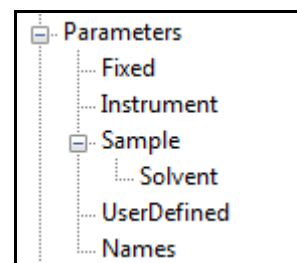 Parameters
Fixed
Instrument
Sample
Solvent
UserDefined
Names